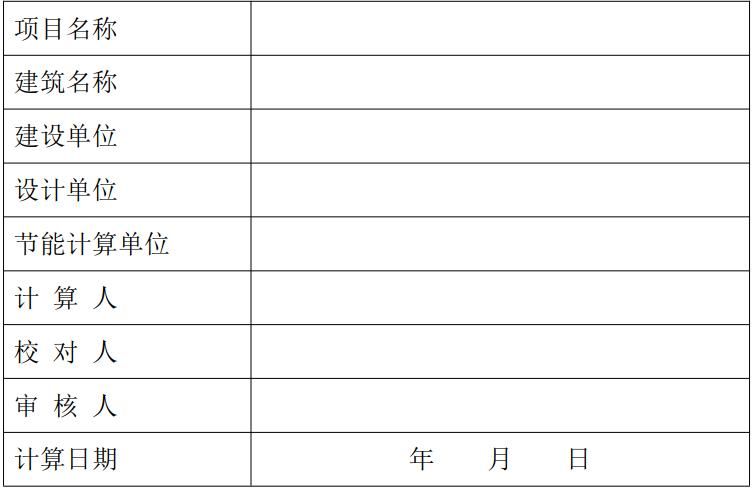 项目名称
建筑名称
建设单位
设计单位
节能计算单位
计 算 人
校 对 人
审 核 人
计算日期 年 月 日